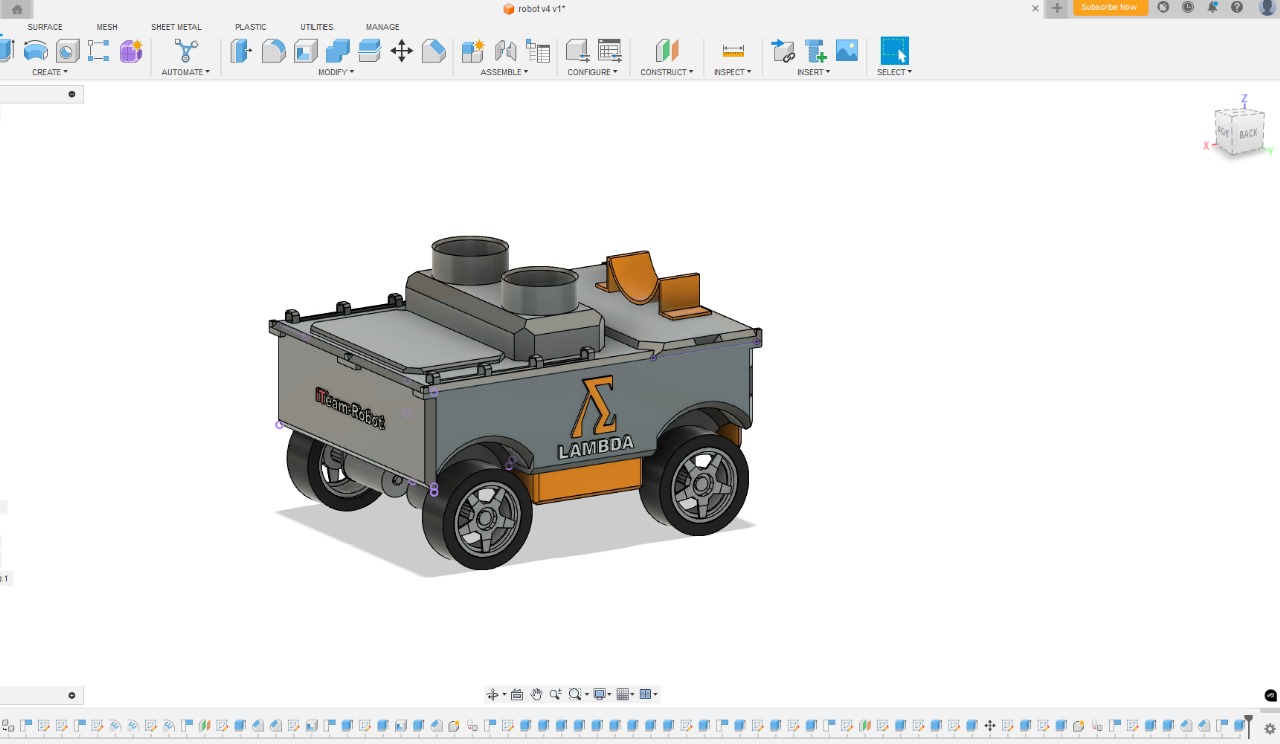 robot v4 v1*
Subscribe Now
SURFACE
MESH
SHEET METAL
PLASTIC
UTILITIES
MANAGE
CREATE
AUTOMATE
MODIFY
ASSEMBLE
CONFIGURE
CONSTRUCT
INSPECT
INSERT
SELECT
Z
BACK
X
Y
iTeam-Robot
LAMBDA
:1